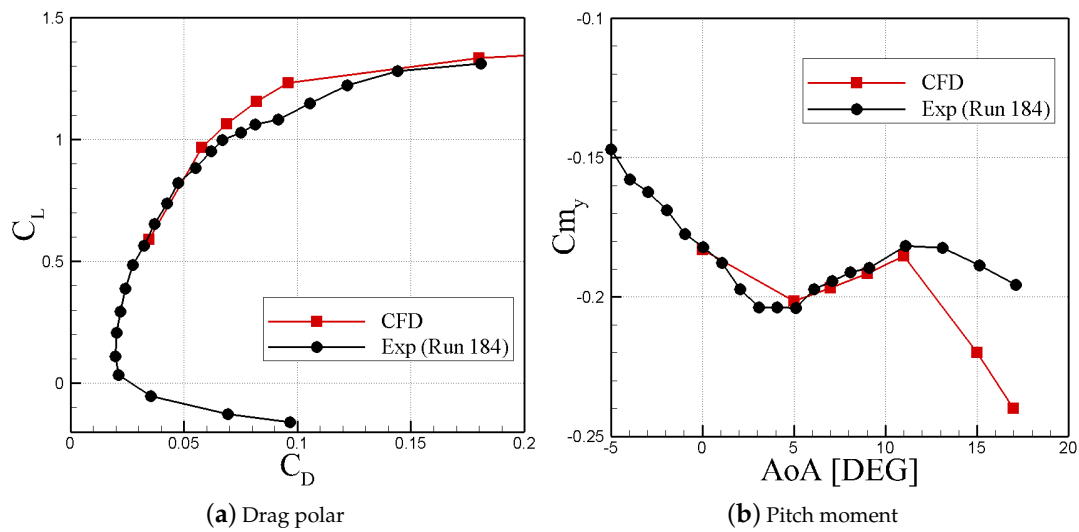 1.5
1
0.5
0
C_L
CFD
Exp (Run 184)
0 0.05 0.1 0.15 0.2
C_D
(a) Drag polar
-0.1
-0.15
-0.2
-0.25
Cm_y
CFD
Exp (Run 184)
-5 0 5 10 15 20
AoA [DEG]
(b) Pitch moment